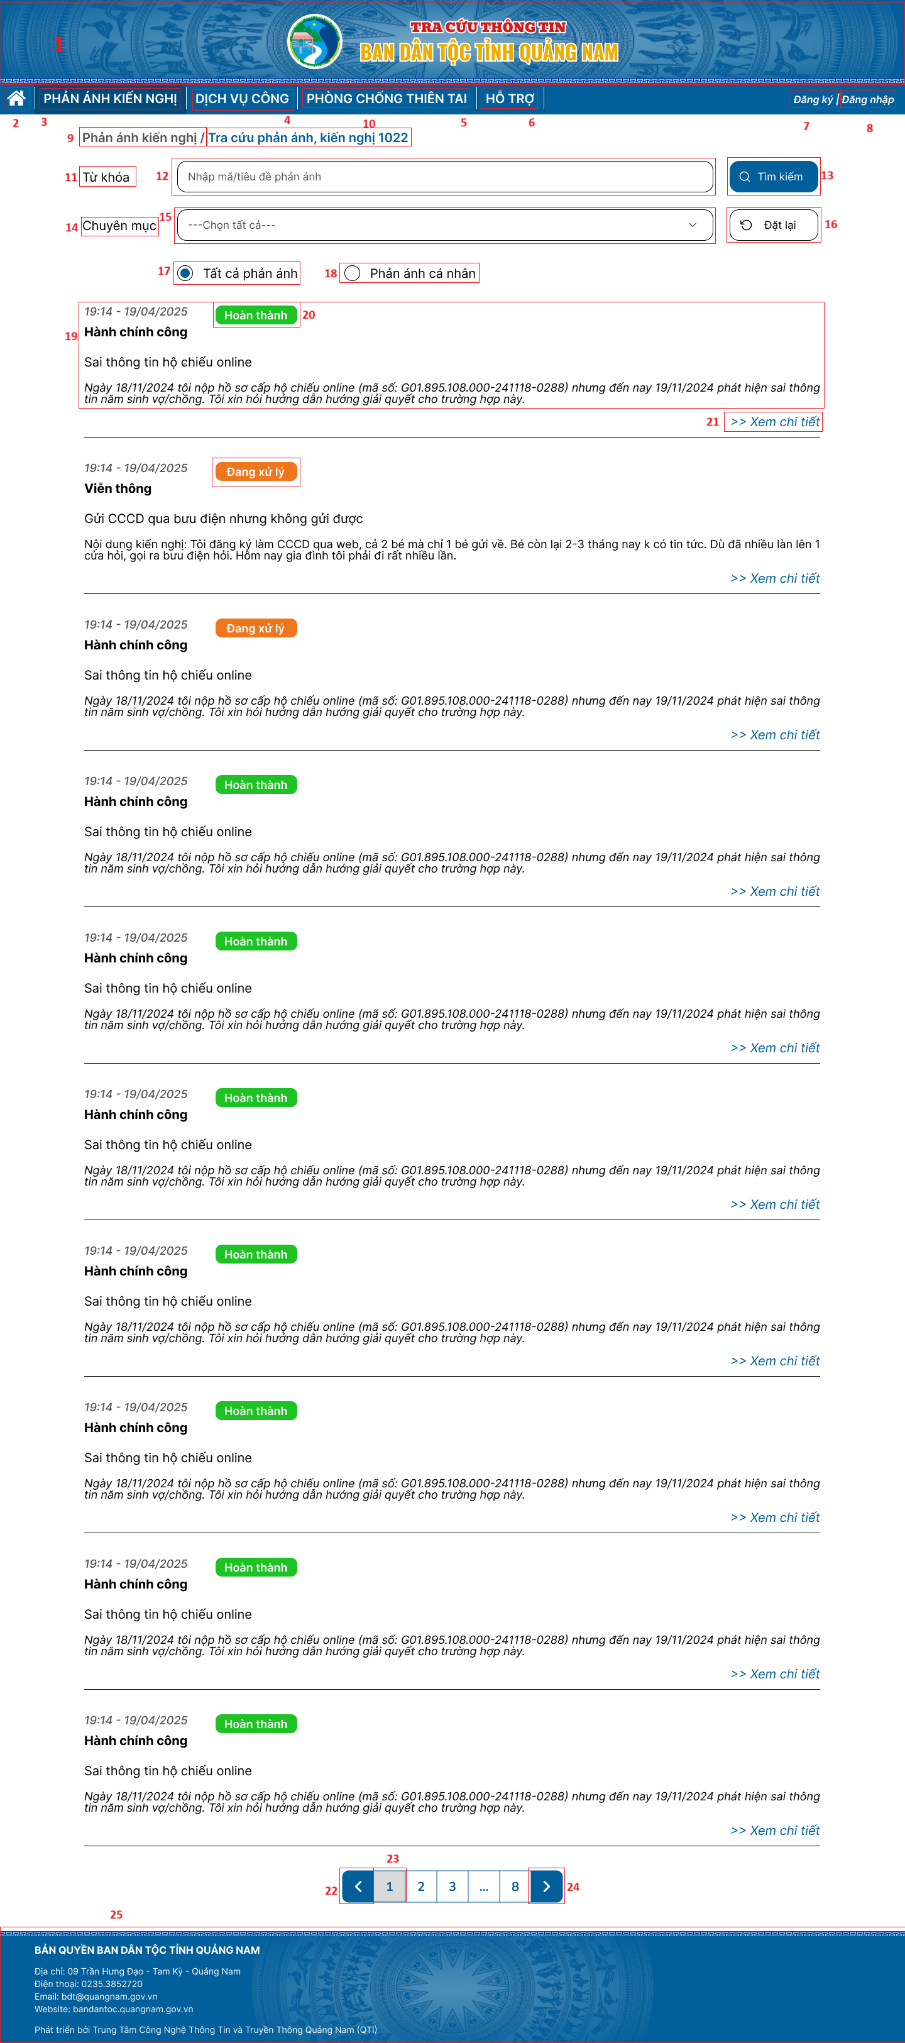 TRA CỨU THÔNG TIN
1
BAN DÂN TỘC TỈNH QUẢNG NAM
PHẢN ÁNH KIẾN NGHỊ DỊCH VỤ CÔNG PHÒNG CHỐNG THIÊN TAI HỖ TRỢ Đăng ký | Đăng nhập
2 3 4 10 5 6 7 8
9 Phản ánh kiến nghị / Tra cứu phản ánh, kiến nghị 1022
11 Từ khóa 12 Nhập mã/tiêu đề phản ánh Tìm kiếm 13
14 Chuyên mục 15 ---Chọn tất cả--- Đặt lại 16
17 Tất cả phản ánh 18 Phản ánh cá nhân
19:14 - 19/04/2025 Hoàn thành 20
19 Hành chính công
Sai thông tin hộ chiếu online
Ngày 18/11/2024 tôi nộp hồ sơ cấp hộ chiếu online (mã số: G01.895.108.000-241118-0288) nhưng đến nay 19/11/2024 phát hiện sai thông
tin năm sinh vợ/chồng. Tôi xin hỏi hướng dẫn hướng giải quyết cho trường hợp này.
21 >> Xem chi tiết
19:14 - 19/04/2025 Đang xử lý
Viễn thông
Gửi CCCD qua bưu điện nhưng không gửi được
Nội dung kiến nghị: Tôi đăng ký làm CCCD qua web, cả 2 bé mà chỉ 1 bé gửi về. Bé còn lại 2-3 tháng nay k có tin tức. Dù đã nhiều làn lên 1
cửa hỏi, gọi ra bưu điện hỏi. Hôm nay gia đình tôi phải đi rất nhiều lần.
>> Xem chi tiết
19:14 - 19/04/2025 Đang xử lý
Hành chính công
Sai thông tin hộ chiếu online
Ngày 18/11/2024 tôi nộp hồ sơ cấp hộ chiếu online (mã số: G01.895.108.000-241118-0288) nhưng đến nay 19/11/2024 phát hiện sai thông
tin năm sinh vợ/chồng. Tôi xin hỏi hướng dẫn hướng giải quyết cho trường hợp này.
>> Xem chi tiết
19:14 - 19/04/2025 Hoàn thành
Hành chính công
Sai thông tin hộ chiếu online
Ngày 18/11/2024 tôi nộp hồ sơ cấp hộ chiếu online (mã số: G01.895.108.000-241118-0288) nhưng đến nay 19/11/2024 phát hiện sai thông
tin năm sinh vợ/chồng. Tôi xin hỏi hướng dẫn hướng giải quyết cho trường hợp này.
>> Xem chi tiết
19:14 - 19/04/2025 Hoàn thành
Hành chính công
Sai thông tin hộ chiếu online
Ngày 18/11/2024 tôi nộp hồ sơ cấp hộ chiếu online (mã số: G01.895.108.000-241118-0288) nhưng đến nay 19/11/2024 phát hiện sai thông
tin năm sinh vợ/chồng. Tôi xin hỏi hướng dẫn hướng giải quyết cho trường hợp này.
>> Xem chi tiết
19:14 - 19/04/2025 Hoàn thành
Hành chính công
Sai thông tin hộ chiếu online
Ngày 18/11/2024 tôi nộp hồ sơ cấp hộ chiếu online (mã số: G01.895.108.000-241118-0288) nhưng đến nay 19/11/2024 phát hiện sai thông
tin năm sinh vợ/chồng. Tôi xin hỏi hướng dẫn hướng giải quyết cho trường hợp này.
>> Xem chi tiết
19:14 - 19/04/2025 Hoàn thành
Hành chính công
Sai thông tin hộ chiếu online
Ngày 18/11/2024 tôi nộp hồ sơ cấp hộ chiếu online (mã số: G01.895.108.000-241118-0288) nhưng đến nay 19/11/2024 phát hiện sai thông
tin năm sinh vợ/chồng. Tôi xin hỏi hướng dẫn hướng giải quyết cho trường hợp này.
>> Xem chi tiết
19:14 - 19/04/2025 Hoàn thành
Hành chính công
Sai thông tin hộ chiếu online
Ngày 18/11/2024 tôi nộp hồ sơ cấp hộ chiếu online (mã số: G01.895.108.000-241118-0288) nhưng đến nay 19/11/2024 phát hiện sai thông
tin năm sinh vợ/chồng. Tôi xin hỏi hướng dẫn hướng giải quyết cho trường hợp này.
>> Xem chi tiết
19:14 - 19/04/2025 Hoàn thành
Hành chính công
Sai thông tin hộ chiếu online
Ngày 18/11/2024 tôi nộp hồ sơ cấp hộ chiếu online (mã số: G01.895.108.000-241118-0288) nhưng đến nay 19/11/2024 phát hiện sai thông
tin năm sinh vợ/chồng. Tôi xin hỏi hướng dẫn hướng giải quyết cho trường hợp này.
>> Xem chi tiết
19:14 - 19/04/2025 Hoàn thành
Hành chính công
Sai thông tin hộ chiếu online
Ngày 18/11/2024 tôi nộp hồ sơ cấp hộ chiếu online (mã số: G01.895.108.000-241118-0288) nhưng đến nay 19/11/2024 phát hiện sai thông
tin năm sinh vợ/chồng. Tôi xin hỏi hướng dẫn hướng giải quyết cho trường hợp này.
>> Xem chi tiết
23
22 1 2 3 ... 8 24
25
BẢN QUYỀN BAN DÂN TỘC TỈNH QUẢNG NAM
Địa chỉ: 09 Trần Hưng Đạo - Tam Kỳ - Quảng Nam
Điện thoại: 0235.3852720
Email: bdt@quangnam.gov.vn
Website: bandantoc.quangnam.gov.vn
Phát triển bởi Trung Tâm Công Nghệ Thông Tin và Truyền Thông Quảng Nam (QTI)